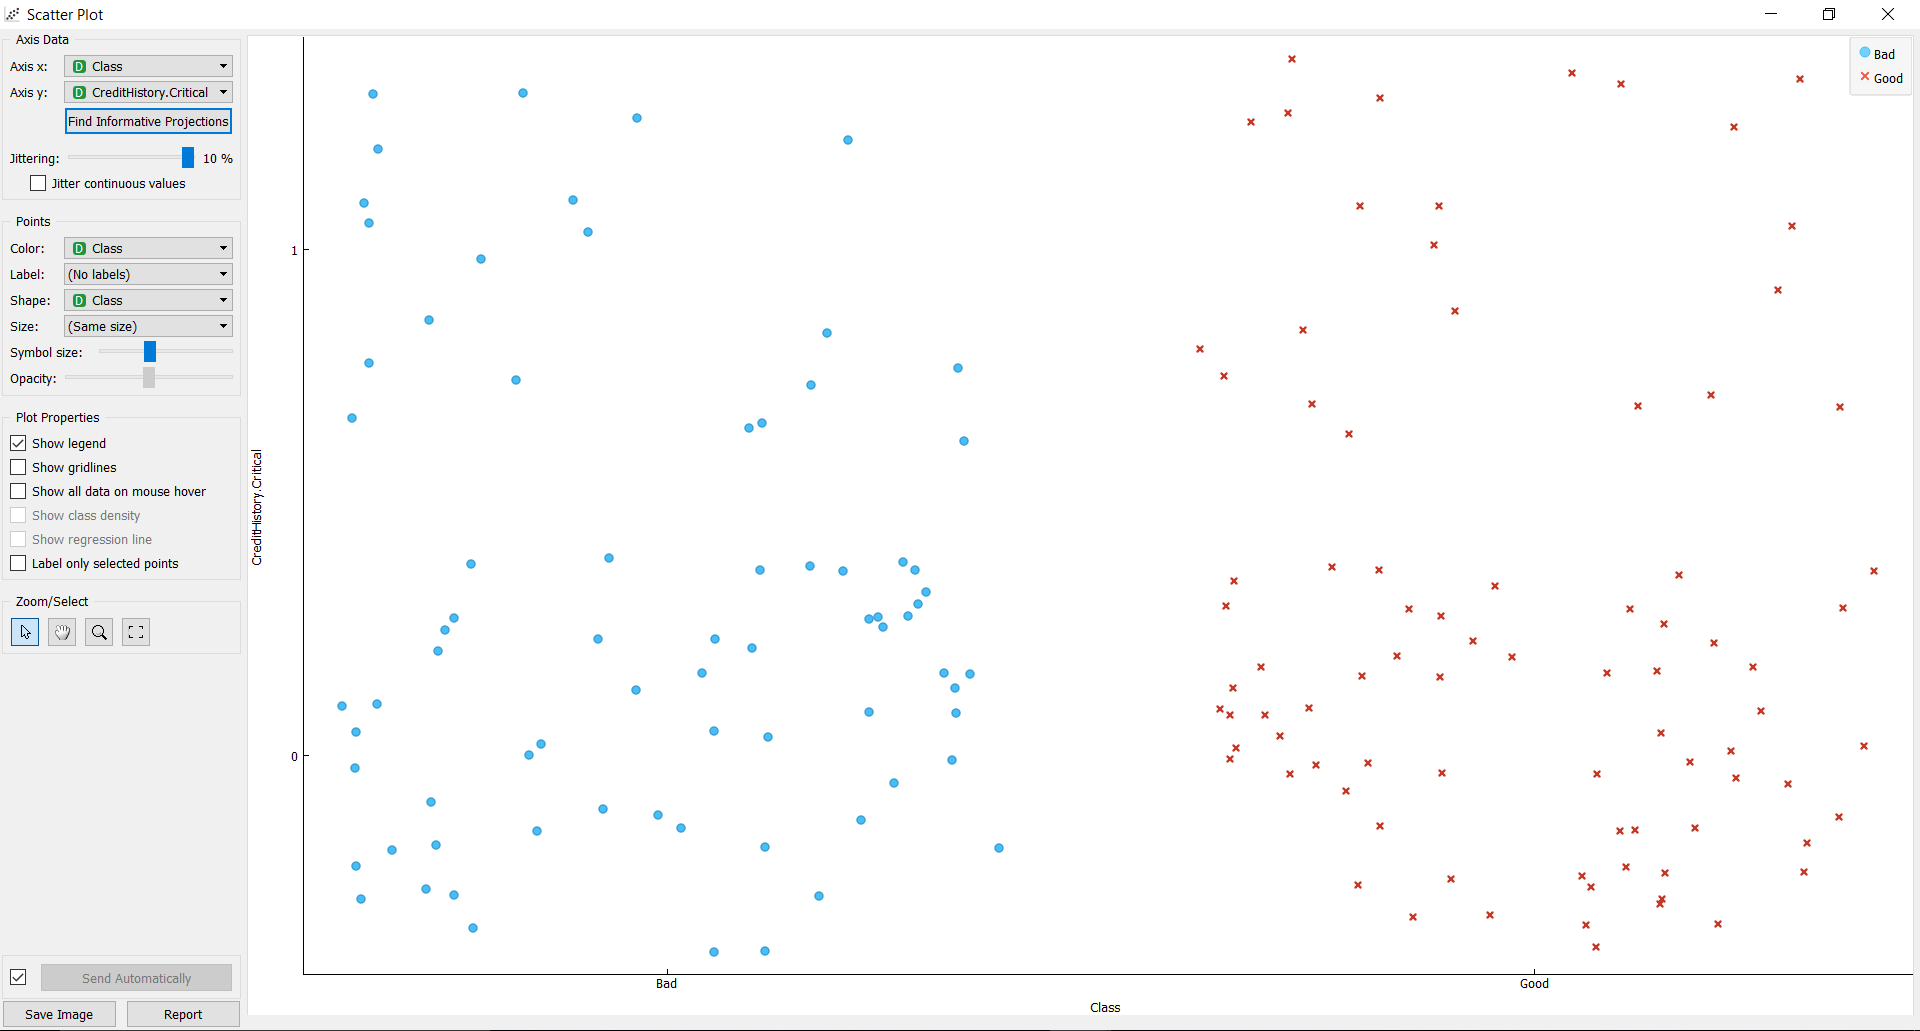 Scatter Plot
Axis Data
Axis x: D Class
Axis y: D CreditHistory.Critical
Find Informative Projections
Jittering: 10 %
Jitter continuous values
Points
Color: D Class
Label: (No labels)
Shape: D Class
Size: (Same size)
Symbol size:
Opacity:
Plot Properties
Show legend
Show gridlines
Show all data on mouse hover
Show class density
Show regression line
Label only selected points
Zoom/Select
Send Automatically
Save Image Report
CreditHistory.Critical
1
0
Bad Good
Class
Bad
Good